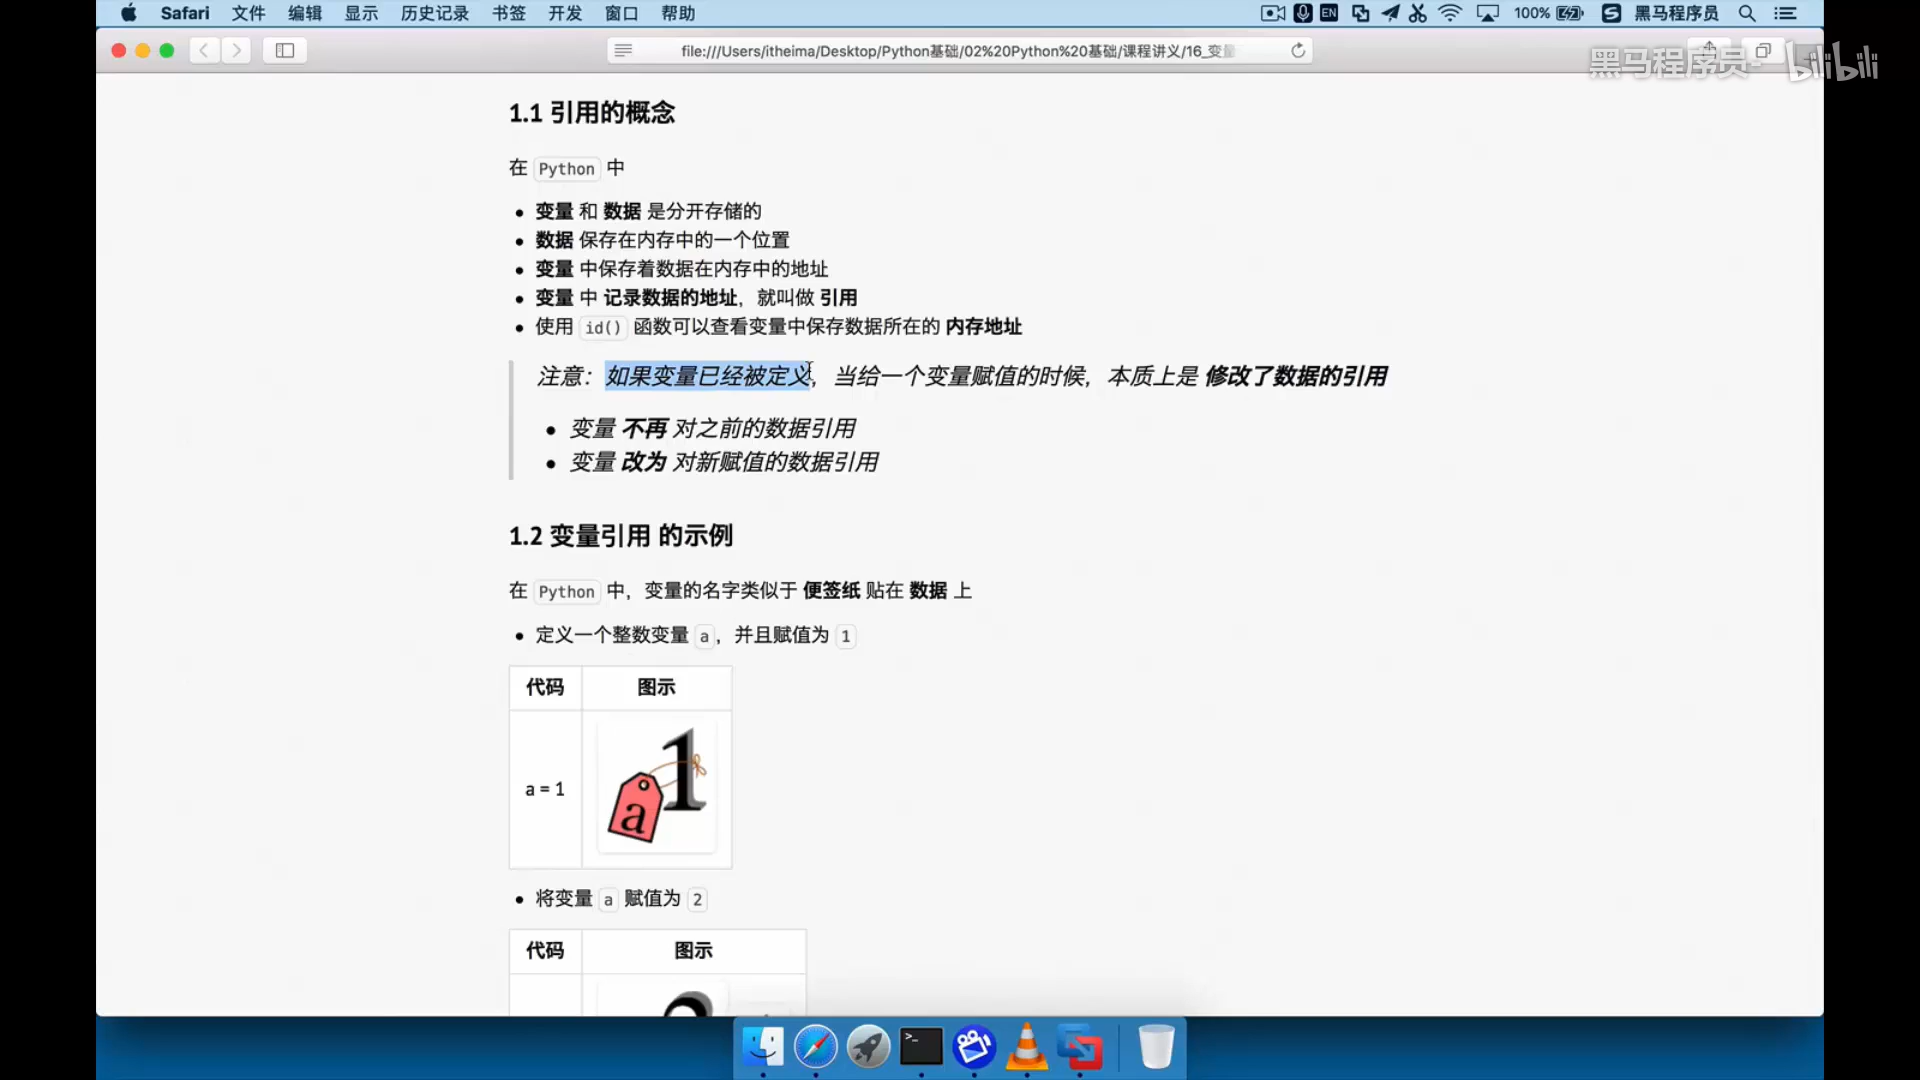 Safari 文件 编辑 显示 历史记录 书签 开发 窗口 帮助 EN 100% 黑马程序员
file:///Users/itheima/Desktop/Python基础/02%20Python%20基础/课程讲义/16_变量
黑马程序员- bilibili
1.1 引用的概念
在 Python 中
• 变量 和 数据 是分开存储的
• 数据 保存在内存中的一个位置
• 变量 中保存着数据在内存中的地址
• 变量 中 记录数据的地址，就叫做 引用
• 使用 id() 函数可以查看变量中保存数据所在的 内存地址
注意：如果变量已经被定义，当给一个变量赋值的时候，本质上是 修改了数据的引用
• 变量 不再 对之前的数据引用
• 变量 改为 对新赋值的数据引用
1.2 变量引用 的示例
在 Python 中，变量的名字类似于 便签纸 贴在 数据 上
• 定义一个整数变量 a，并且赋值为 1
代码 图示
a = 1 a 1
• 将变量 a 赋值为 2
代码 图示